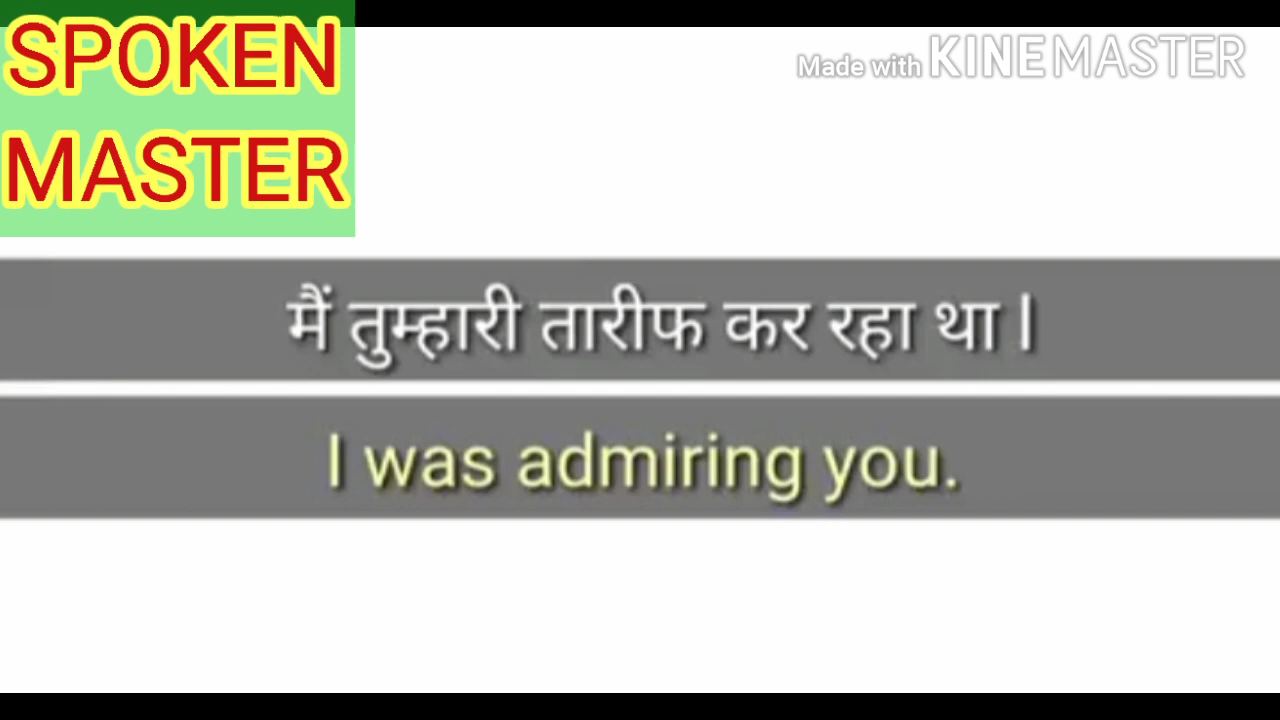 SPOKEN
MASTER
Made with KINEMASTER
मैं तुम्हारी तारीफ कर रहा था l
I was admiring you.